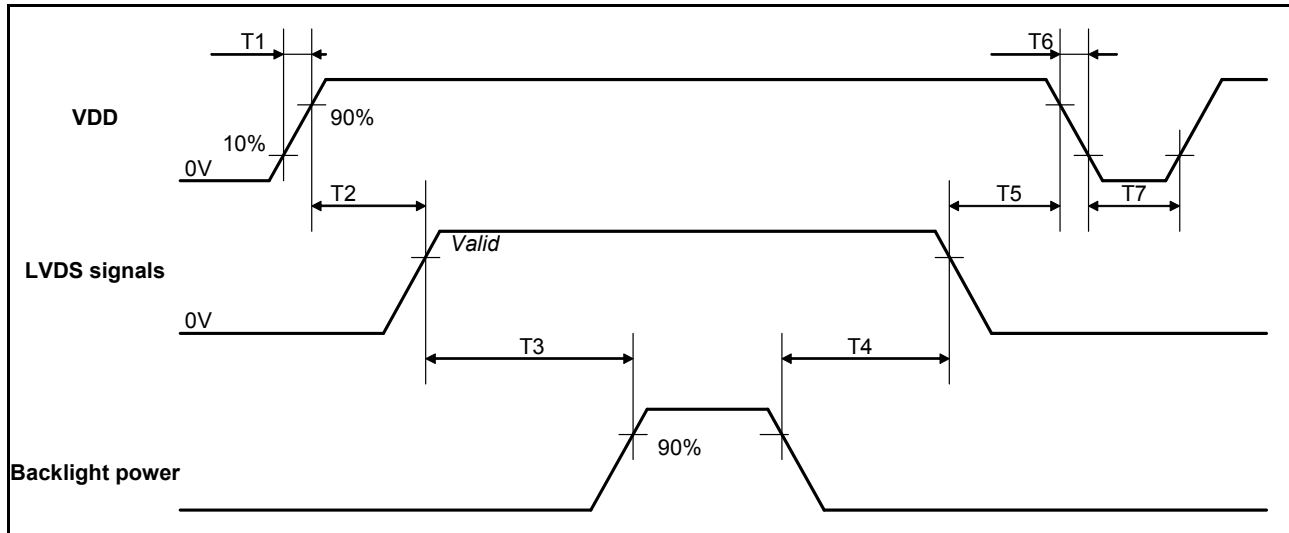 T1
T6
VDD
90%
10%
0V
T2
T5
T7
Valid
LVDS signals
0V
T3
T4
90%
Backlight power